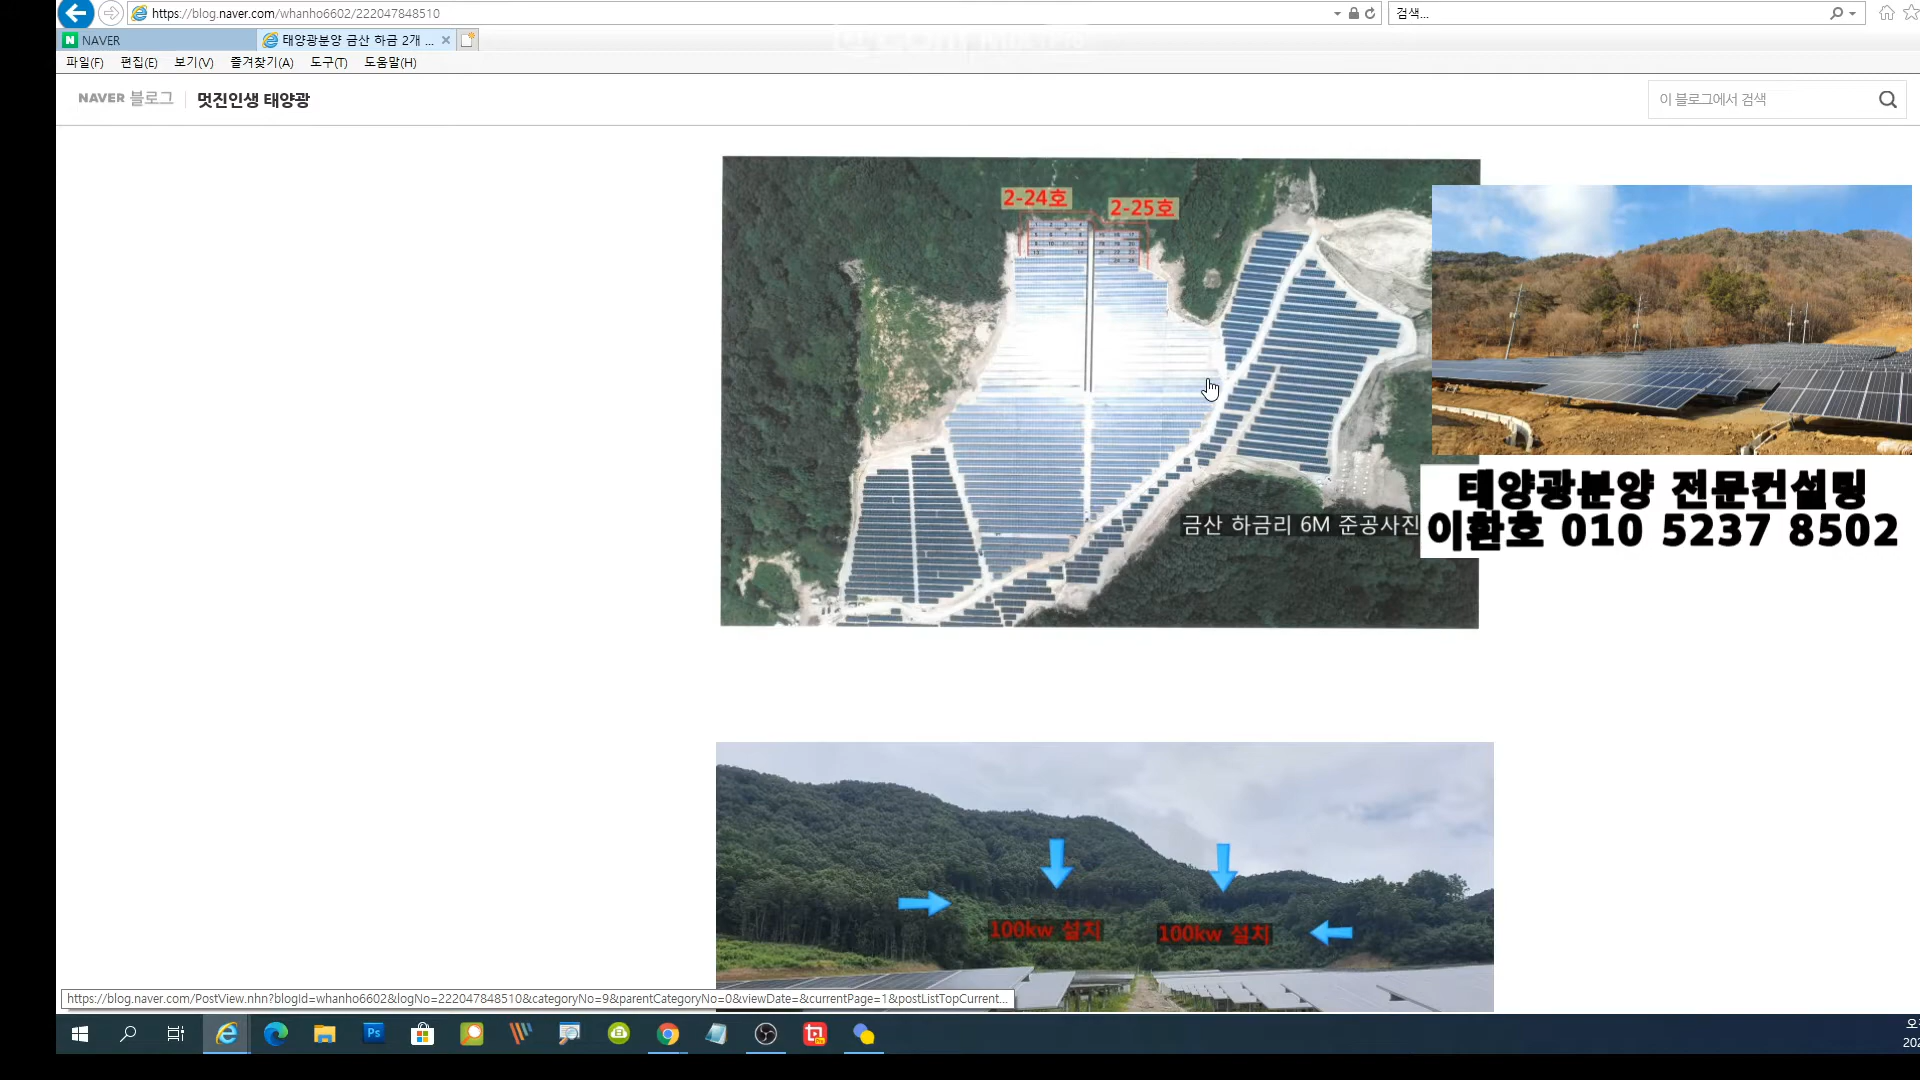 https://blog.naver.com/whanho6602/222047848510
검색...
NAVER
태양광분양 금산 하금 2개 ...
파일(F) 편집(E) 보기(V) 즐겨찾기(A) 도구(T) 도움말(H)
NAVER 블로그 멋진인생 태양광
이 블로그에서 검색
2-24호
2-25호
금산 하금리 6M 준공사진
태양광분양 전문컨설팅
이환호 010 5237 8502
100kw 설치
100kw 설치
https://blog.naver.com/PostView.nhn?blogId=whanho6602&logNo=222047848510&categoryNo=9&parentCategoryNo=0&viewDate=&currentPage=1&postListTopCurrent...